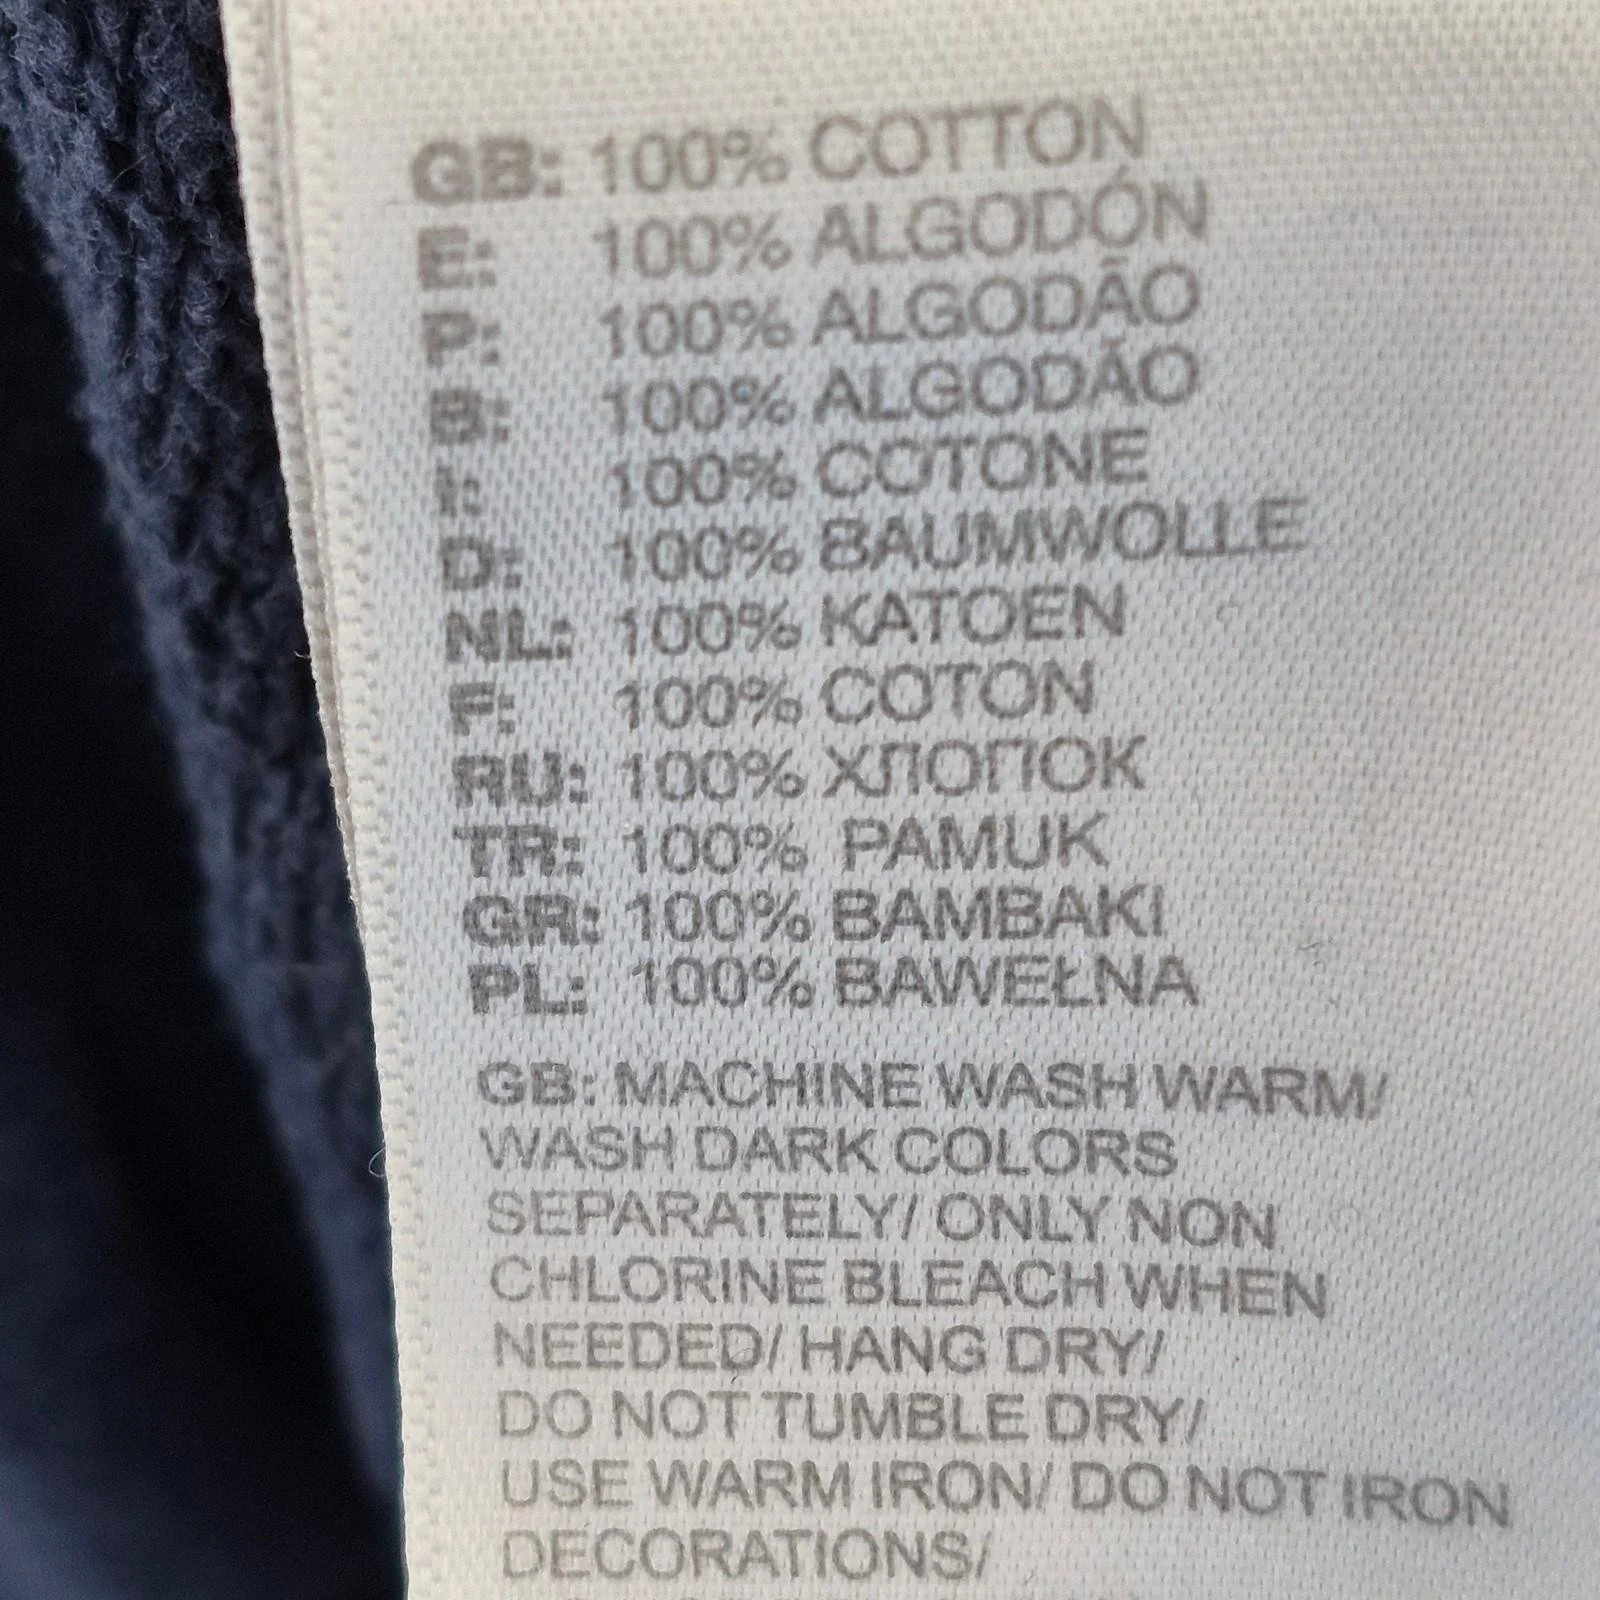 GB: 100% COTTON
E: 100% ALGODÓN
P: 100% ALGODÃO
B: 100% ALGODÃO
I: 100% COTONE
D: 100% BAUMWOLLE
NL: 100% KATOEN
F: 100% COTON
RU: 100% ХЛОПОК
TR: 100% PAMUK
GR: 100% BAMBAKI
PL: 100% BAWEŁNA
GB: MACHINE WASH WARM/
WASH DARK COLORS
SEPARATELY/ ONLY NON
CHLORINE BLEACH WHEN
NEEDED/ HANG DRY/
DO NOT TUMBLE DRY/
USE WARM IRON/ DO NOT IRON
DECORATIONS/